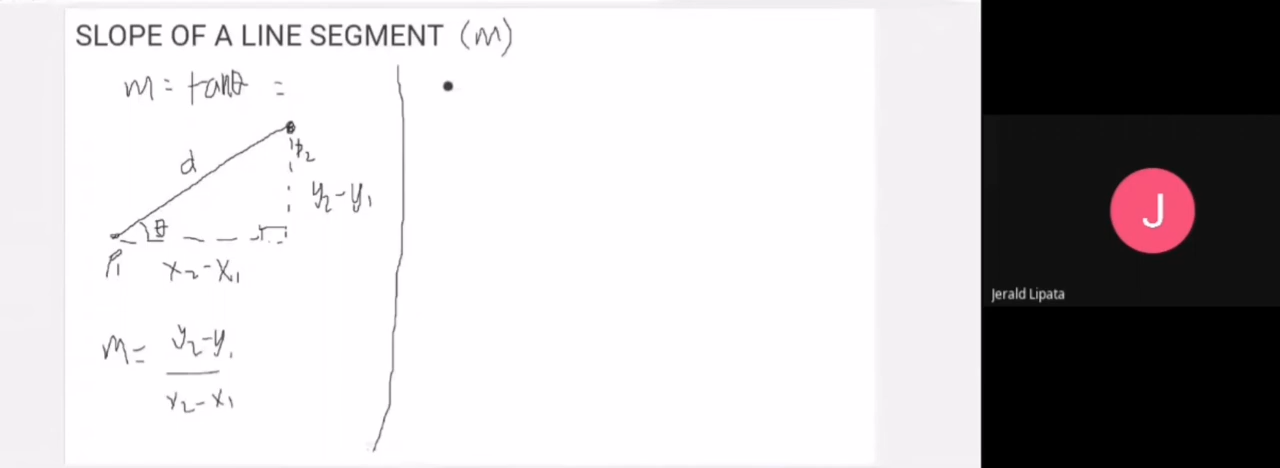 SLOPE OF A LINE SEGMENT (m)
m = tanθ =
d
P2
θ
y2-y1
P1
x2-x1
m= y2-y1
x2-x1
J
Jerald Lipata